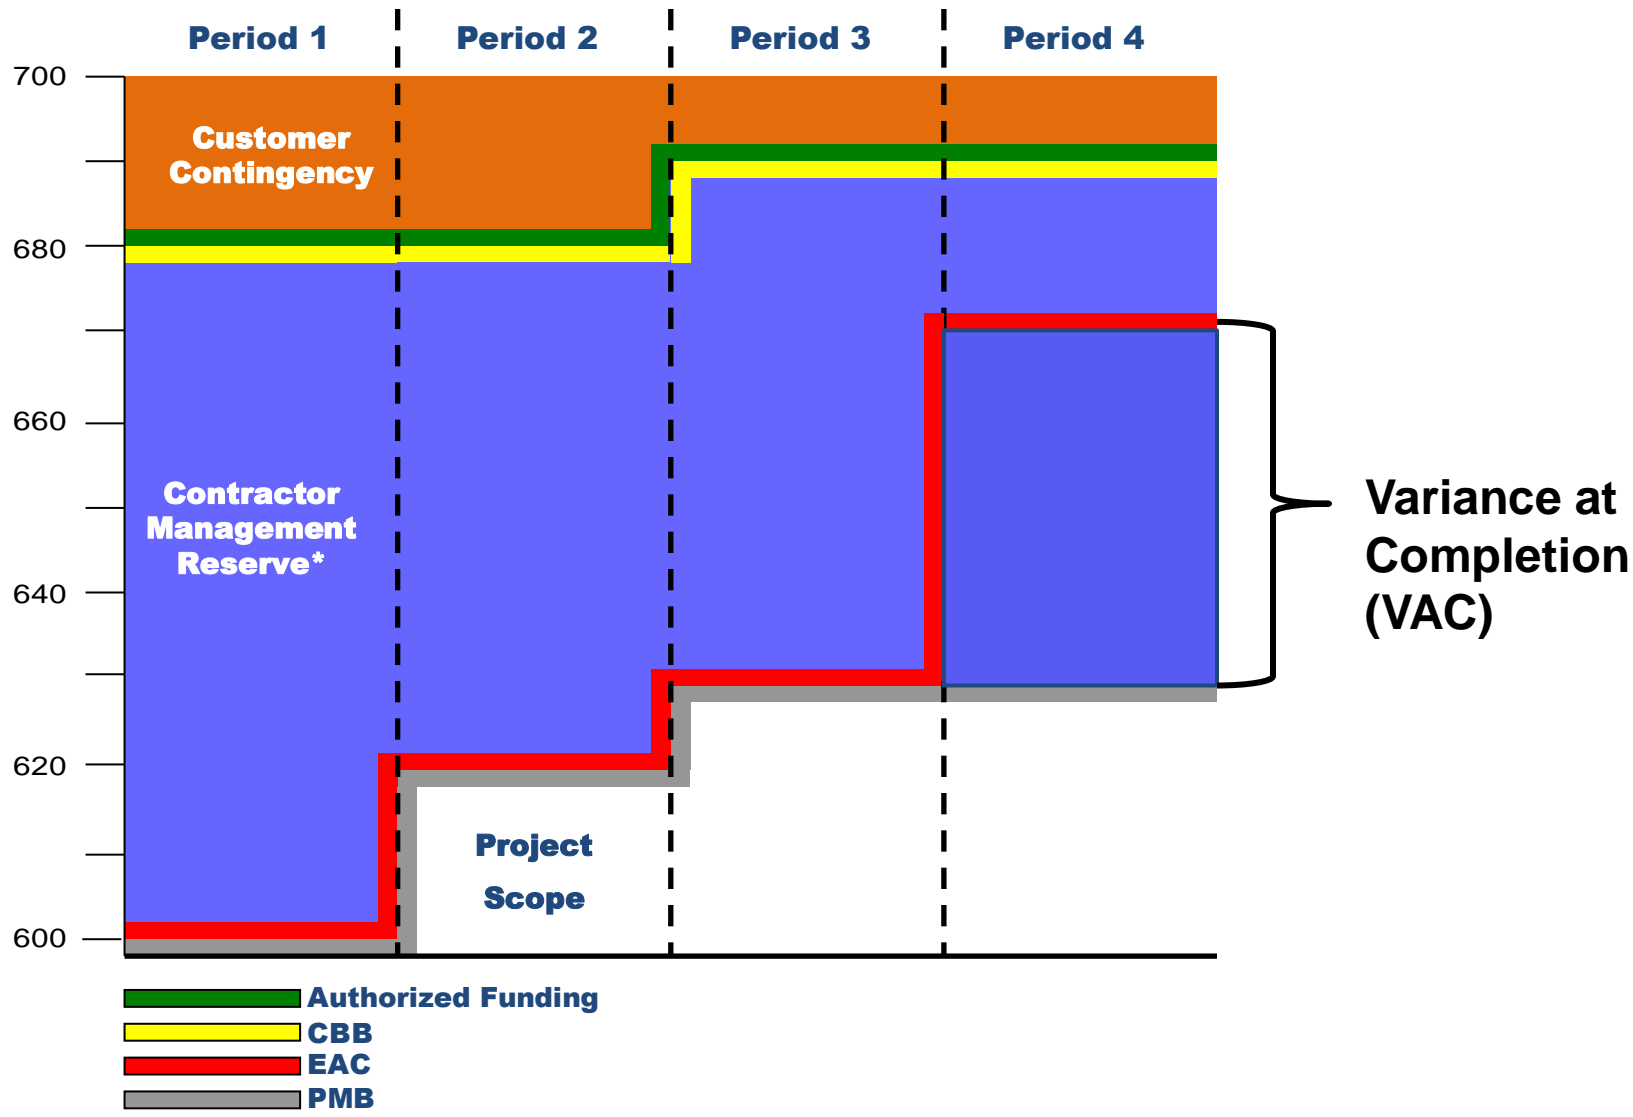 Period 1
Period 2
Period 3
Period 4
700
680
660
640
620
600
Customer
Contingency
Contractor
Management
Reserve*
Project
Scope
Variance at
Completion
(VAC)
Authorized Funding
CBB
EAC
PMB